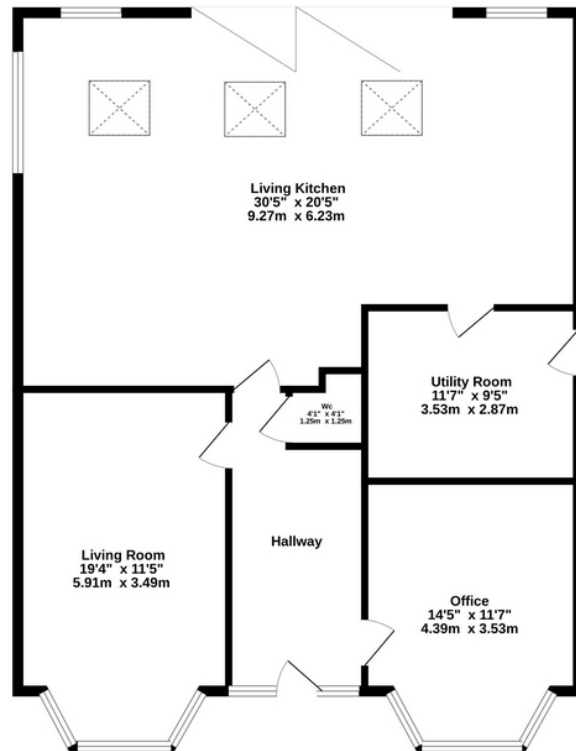 Living Kitchen
30'5" x 20'5"
9.27m x 6.23m
Utility Room
11'7" x 9'5"
3.53m x 2.87m
Wc
4'1" x 4'1"
1.25m x 1.25m
Hallway
Living Room
19'4" x 11'5"
5.91m x 3.49m
Office
14'5" x 11'7"
4.39m x 3.53m